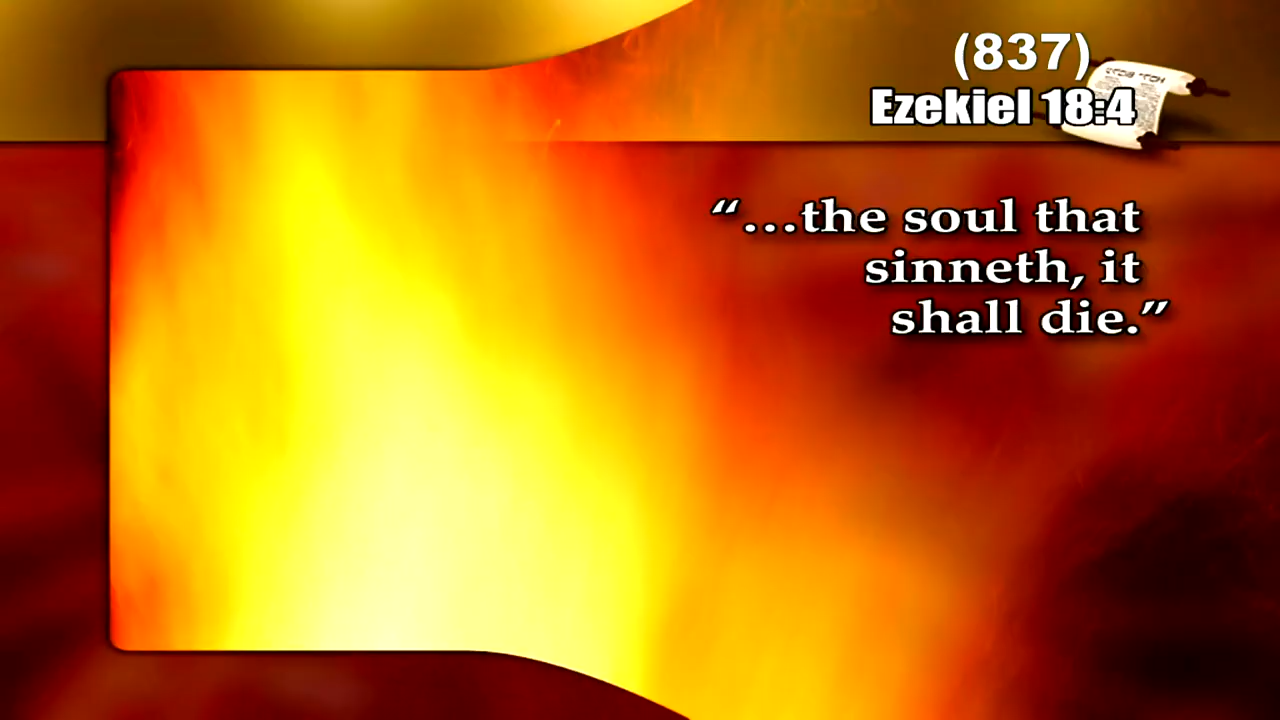 (837)
Ezekiel 18:4
“...the soul that
sinneth, it
shall die.”